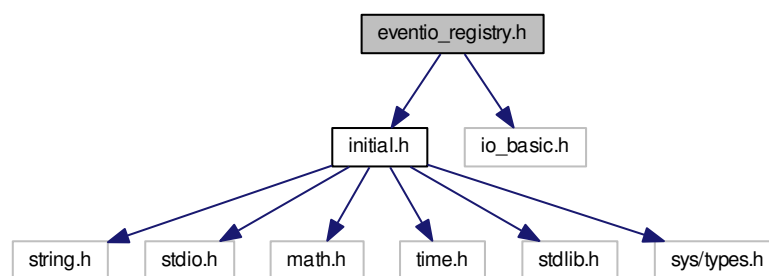 eventio_registry.h
initial.h
io_basic.h
string.h
stdio.h
math.h
time.h
stdlib.h
sys/types.h